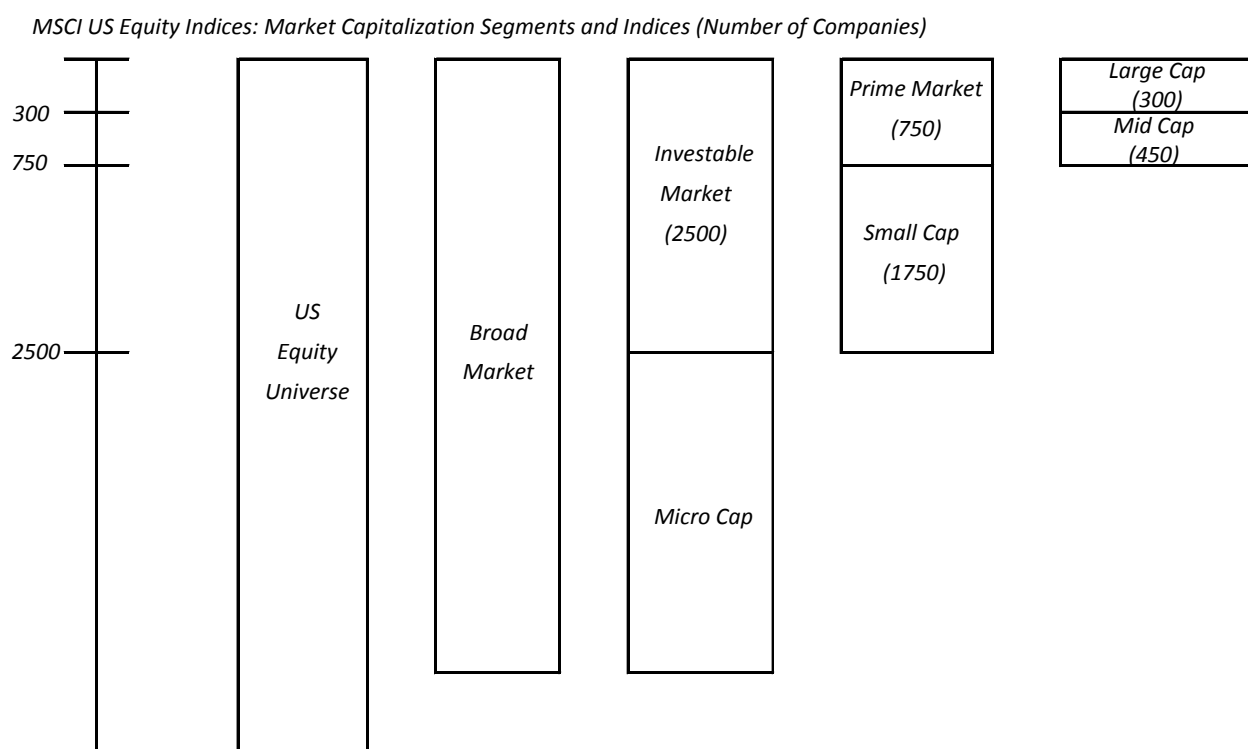 MSCI US Equity Indices: Market Capitalization Segments and Indices (Number of Companies)
300
750
2500
US
Equity
Universe
Broad
Market
Investable
Market
(2500)
Micro Cap
Prime Market
(750)
Small Cap
(1750)
Large Cap
(300)
Mid Cap
(450)